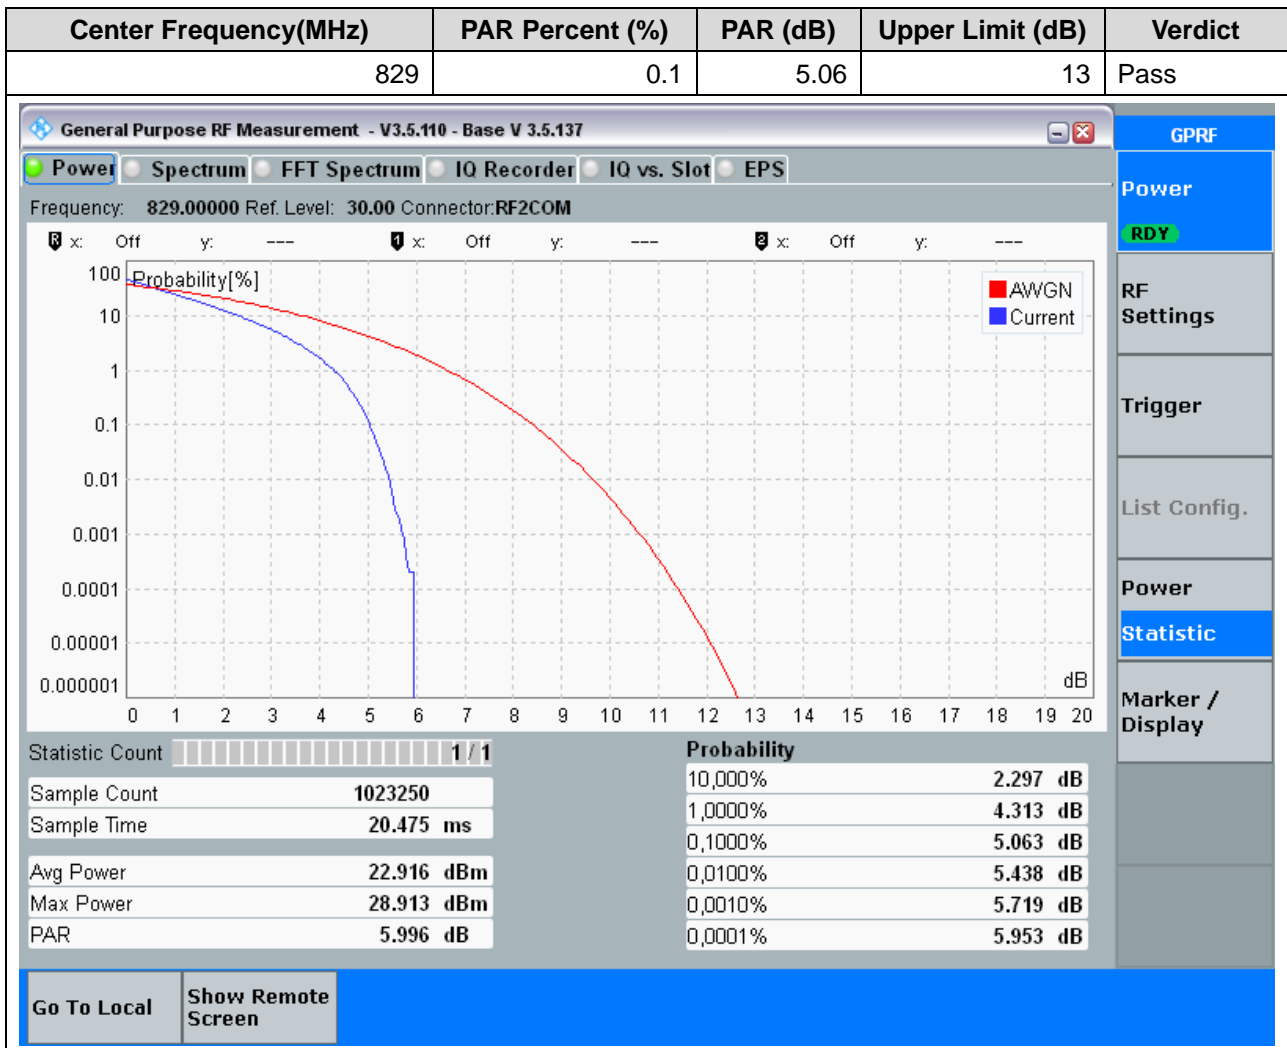 Center Frequency(MHz) PAR Percent (%) PAR (dB) Upper Limit (dB) Verdict
829 0.1 5.06 13 Pass
General Purpose RF Measurement - V3.5.110 - Base V 3.5.137
GPRF
Power Spectrum FFT Spectrum IQ Recorder IQ vs. Slot EPS
Power
RDY
Frequency: 829.00000 Ref. Level: 30.00 Connector:RF2COM
R x: Off y: --- 1 x: Off y: --- 2 x: Off y: ---
Probability[%]
100
10
1
0.1
0.01
0.001
0.0001
0.00001
0.000001
AWGN
Current
dB
0 1 2 3 4 5 6 7 8 9 10 11 12 13 14 15 16 17 18 19 20
RF
Settings
Trigger
List Config.
Power
Statistic
Marker /
Display
Statistic Count 1 / 1
Sample Count 1023250
Sample Time 20.475 ms
Avg Power 22.916 dBm
Max Power 28.913 dBm
PAR 5.996 dB
Probability
10,000% 2.297 dB
1,0000% 4.313 dB
0,1000% 5.063 dB
0,0100% 5.438 dB
0,0010% 5.719 dB
0,0001% 5.953 dB
Go To Local
Show Remote
Screen